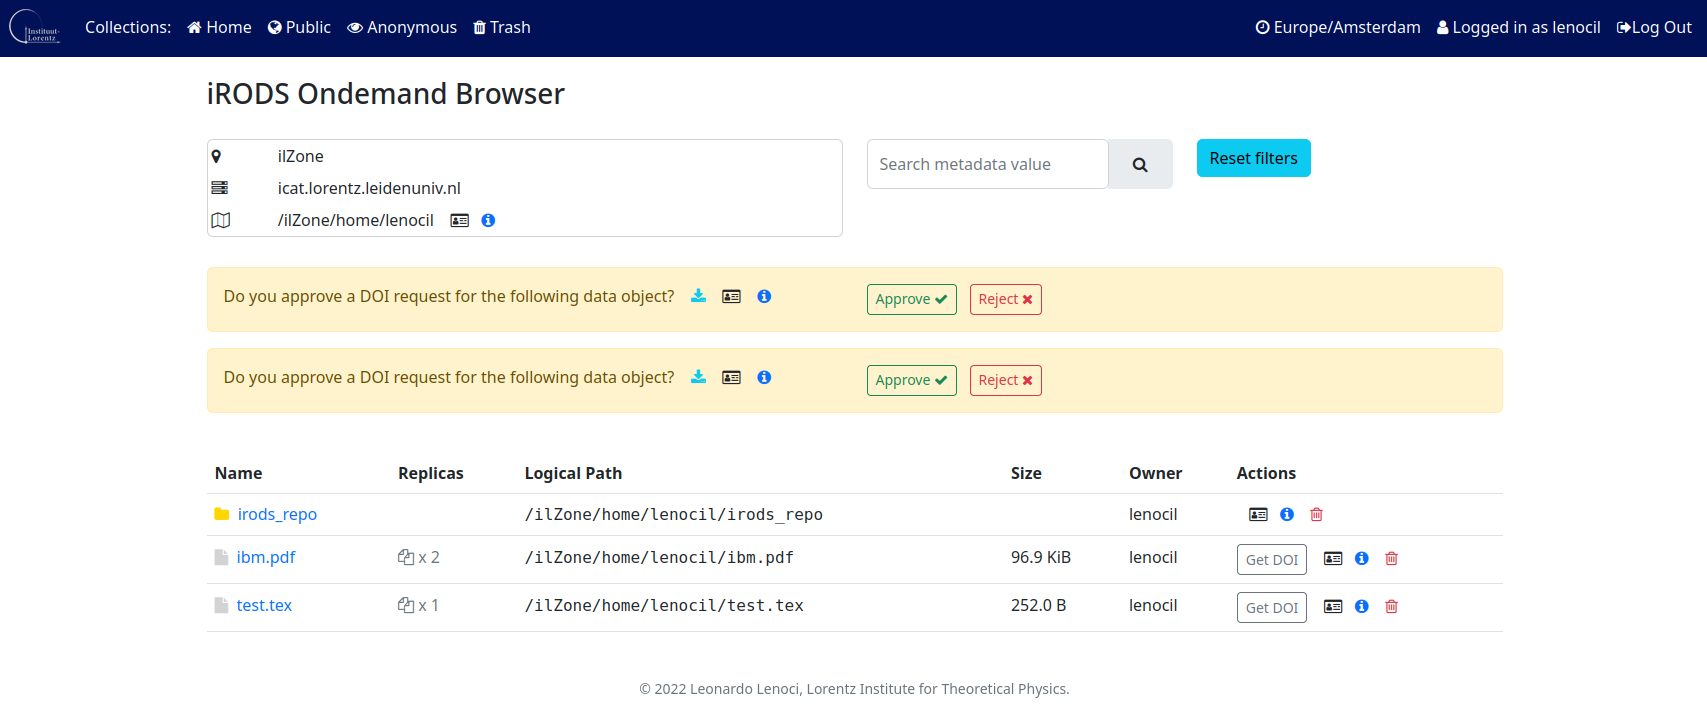 Instituut-
Lorentz
Collections: Home Public Anonymous Trash Europe/Amsterdam Logged in as lenocil Log Out
iRODS Ondemand Browser
ilZone
icat.lorentz.leidenuniv.nl
/ilZone/home/lenocil
Search metadata value
Reset filters
Do you approve a DOI request for the following data object? Approve Reject
Do you approve a DOI request for the following data object? Approve Reject
Name Replicas Logical Path Size Owner Actions
irods_repo /ilZone/home/lenocil/irods_repo lenocil
ibm.pdf x 2 /ilZone/home/lenocil/ibm.pdf 96.9 KiB lenocil Get DOI
test.tex x 1 /ilZone/home/lenocil/test.tex 252.0 B lenocil Get DOI
© 2022 Leonardo Lenoci, Lorentz Institute for Theoretical Physics.